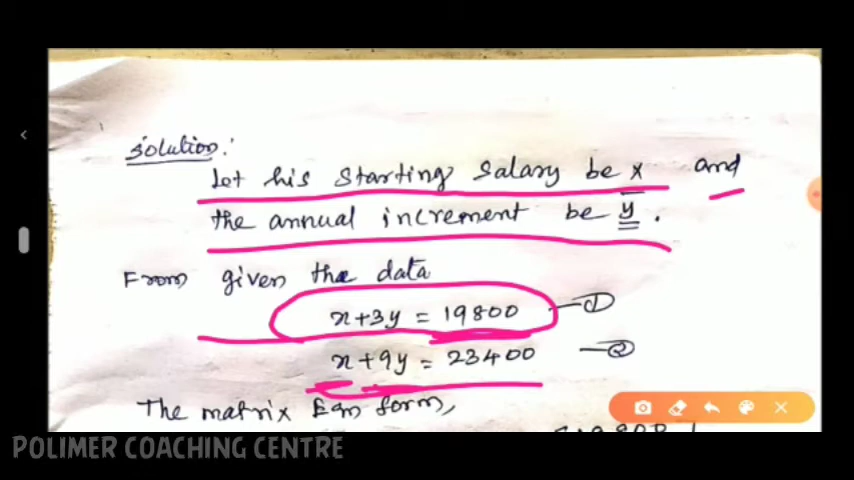 Solution:
Let his starting salary be x and
the annual increment be y.
From given the data
x+3y = 19800 — ①
x+9y = 23400 — ②
The matrix Eqn form,
POLIMER COACHING CENTRE